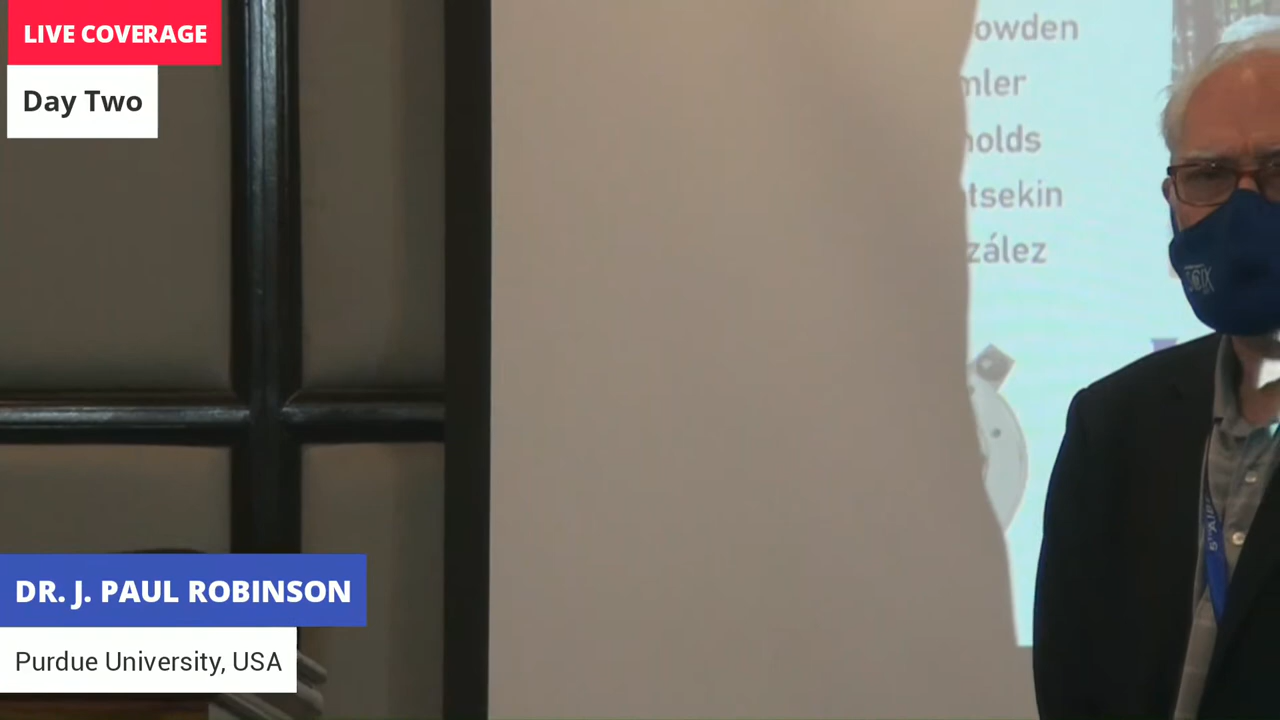 LIVE COVERAGE
Day Two
owden
mler
nolds
tsekin
zález
DR. J. PAUL ROBINSON
Purdue University, USA